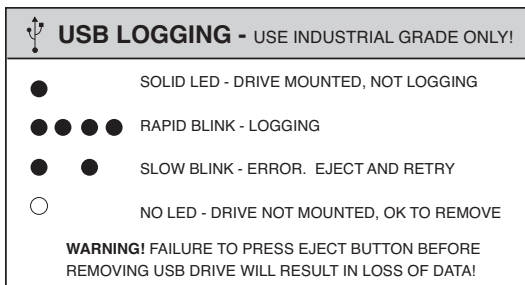 USB LOGGING - USE INDUSTRIAL GRADE ONLY!
SOLID LED - DRIVE MOUNTED, NOT LOGGING
RAPID BLINK - LOGGING
SLOW BLINK - ERROR. EJECT AND RETRY
NO LED - DRIVE NOT MOUNTED, OK TO REMOVE
WARNING! FAILURE TO PRESS EJECT BUTTON BEFORE
REMOVING USB DRIVE WILL RESULT IN LOSS OF DATA!